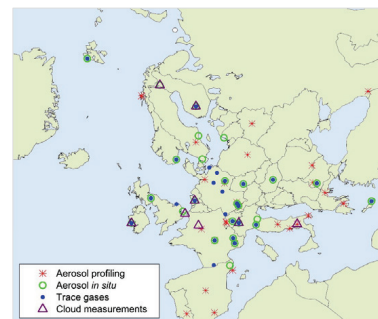 Aerosol profiling
Aerosol in situ
Trace gases
Cloud measurements